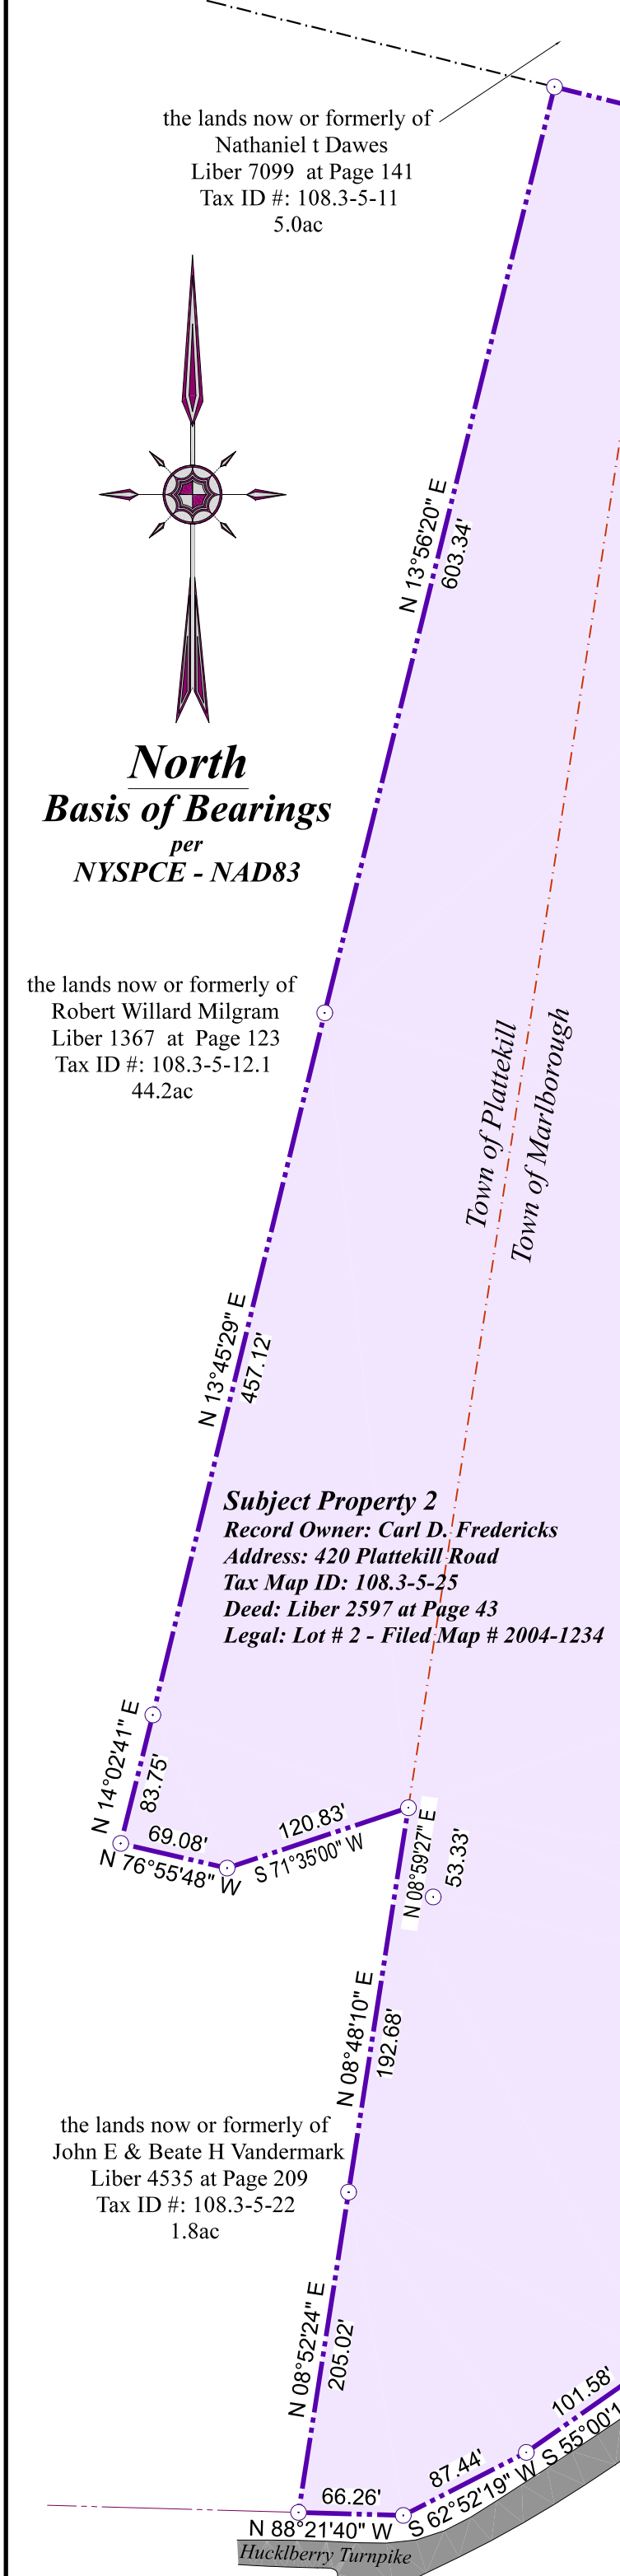 the lands now or formerly of
Nathaniel t Dawes
Liber 7099 at Page 141
Tax ID #: 108.3-5-11
5.0ac
N 13°56'20" E
603.34'
North
Basis of Bearings
per
NYSPCE - NAD83
the lands now or formerly of
Robert Willard Milgram
Liber 1367 at Page 123
Tax ID #: 108.3-5-12.1
44.2ac
Town of Plattekill
Town of Marlborough
N 13°45'29" E
457.12'
Subject Property 2
Record Owner: Carl D. Fredericks
Address: 420 Plattekill Road
Tax Map ID: 108.3-5-25
Deed: Liber 2597 at Page 43
Legal: Lot # 2 - Filed Map # 2004-1234
N 14°02'41" E
83.75'
69.08'
N 76°55'48" W
120.83'
S 71°35'00" W
N 08°59'27" E
53.33'
N 08°48'10" E
192.68'
the lands now or formerly of
John E & Beate H Vandermark
Liber 4535 at Page 209
Tax ID #: 108.3-5-22
1.8ac
N 08°52'24" E
205.02'
66.26'
N 88°21'40" W
87.44'
S 62°52'19" W
101.58'
S 55°00'1
Hucklberry Turnpike